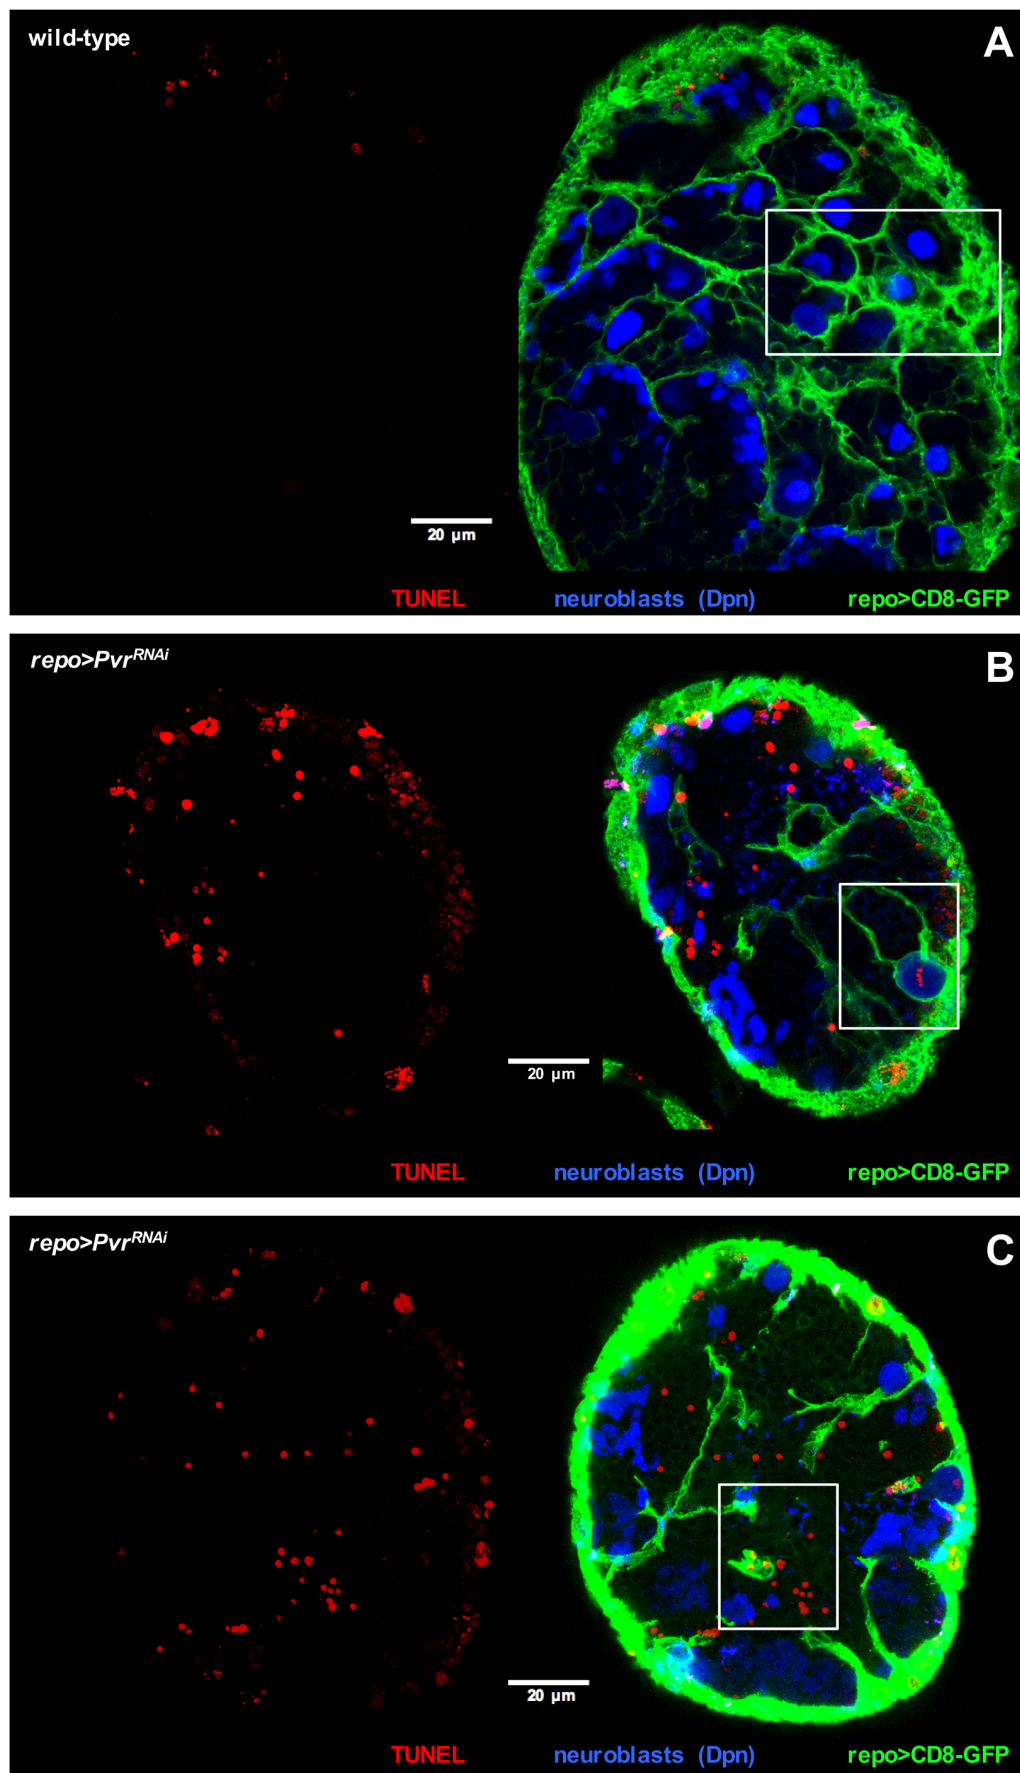 wild-type
A
20 µm
TUNEL neuroblasts (Dpn) repo>CD8-GFP
repo>Pvr^RNAi
B
20 µm
TUNEL neuroblasts (Dpn) repo>CD8-GFP
repo>Pvr^RNAi
C
20 µm
TUNEL neuroblasts (Dpn) repo>CD8-GFP